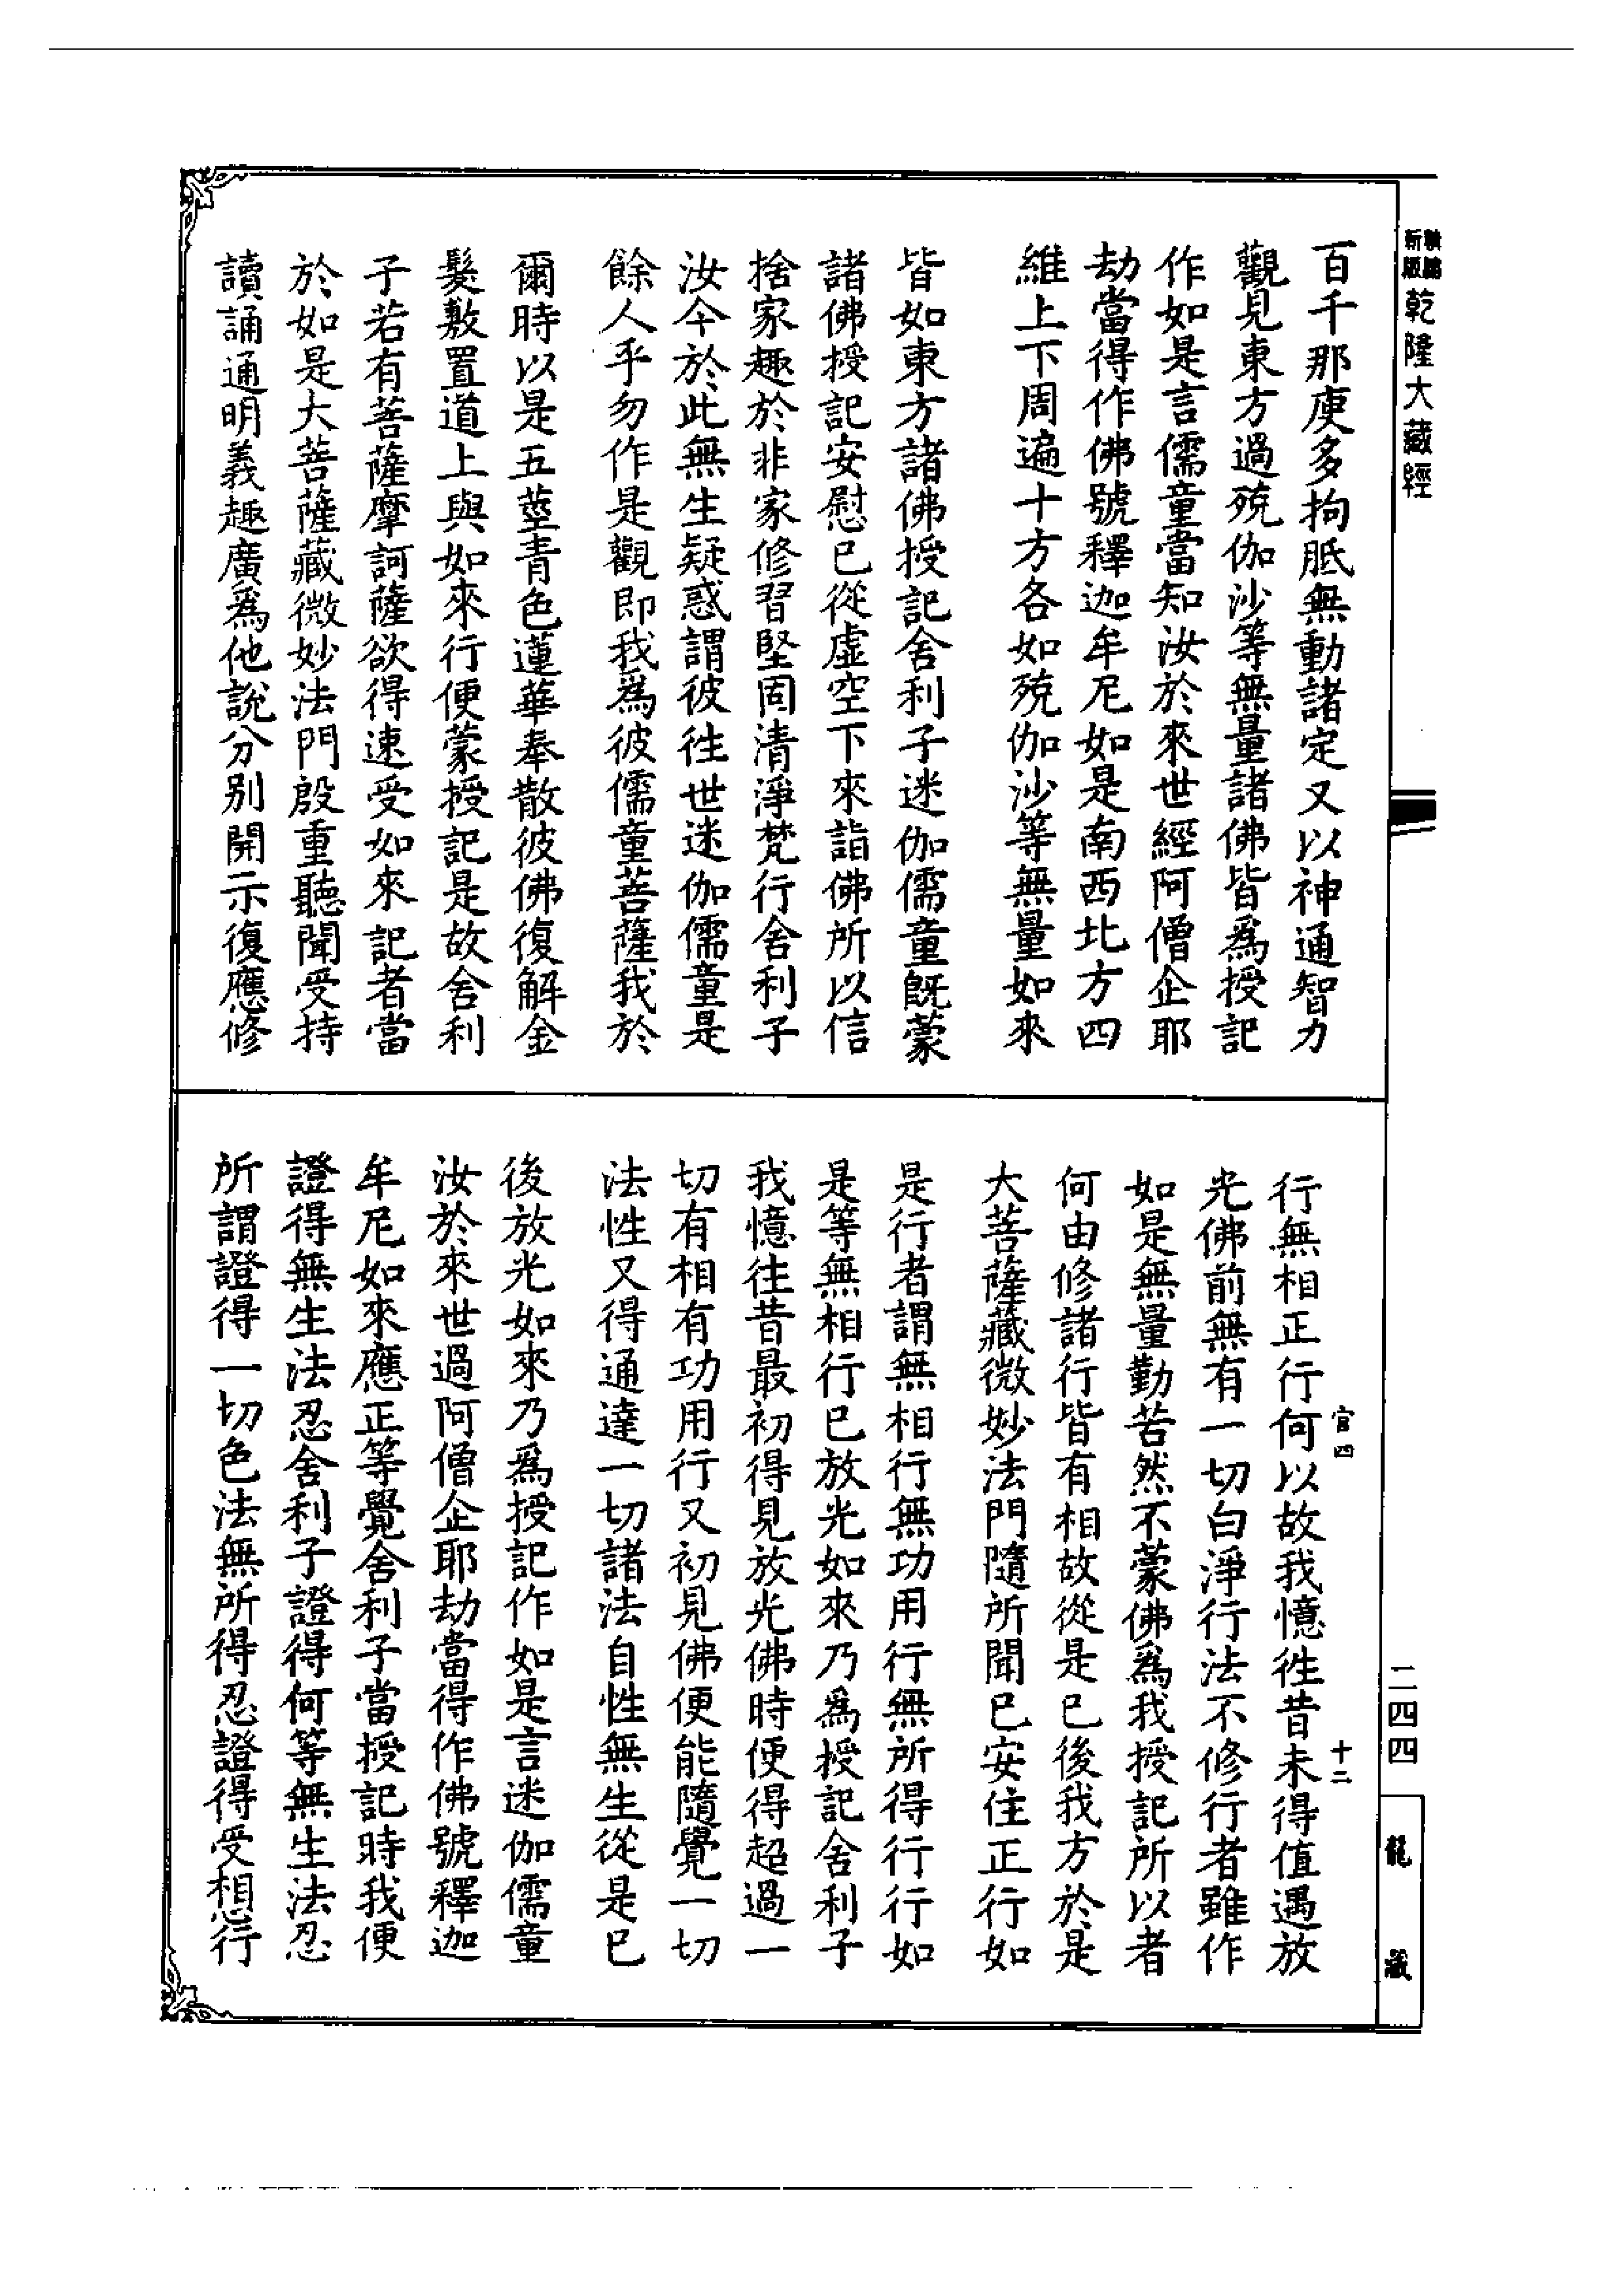 新版
乾隆大藏經
百千那庾多拘胝無動諸定又以神通智力
觀見東方過殑伽沙等無量諸佛皆爲授記
作如是言儒童當知汝於來世經阿僧企耶
劫當得作佛號釋迦牟尼如是南西北方四
維上下周遍十方各如殑伽沙等無量如來
皆如東方諸佛授記舍利子迷伽儒童旣蒙
諸佛授記安慰已從虛空下來詣佛所以信
捨家趣於非家修習堅固清淨梵行舍利子
汝今於此無生疑惑謂彼徃世迷伽儒童是
餘人乎勿作是觀即我爲彼儒童菩薩我於
爾時以是五莖青色蓮華奉散彼佛復解金
髮敷置道上與如來行便蒙授記是故舍利
子若有菩薩摩訶薩欲得速受如來記者當
於如是大菩薩藏微妙法門殷重聽聞受持
讀誦通明義趣廣爲他說分別開示復應修
官四
十二
行無相正行何以故我憶徃昔未得值遇放
光佛前無有一切白淨行法不修行者雖作
如是無量勤苦然不蒙佛爲我授記所以者
何由修諸行皆有相故從是已後我方於是
大菩薩藏微妙法門隨所聞已安住正行如
是行者謂無相行無功用行無所得行行如
是等無相行已放光如來乃爲授記舍利子
我憶往昔最初得見放光佛時便得超過一
切有相有功用行又初見佛便能隨覺一切
法性又得通達一切諸法自性無生從是已
後放光如來乃爲授記作如是言迷伽儒童
汝於來世過阿僧企耶劫當得作佛號釋迦
牟尼如來應正等覺舍利子當授記時我便
證得無生法忍舍利子證得何等無生法忍
所謂證得一切色法無所得忍證得受想行
二四四
龍藏